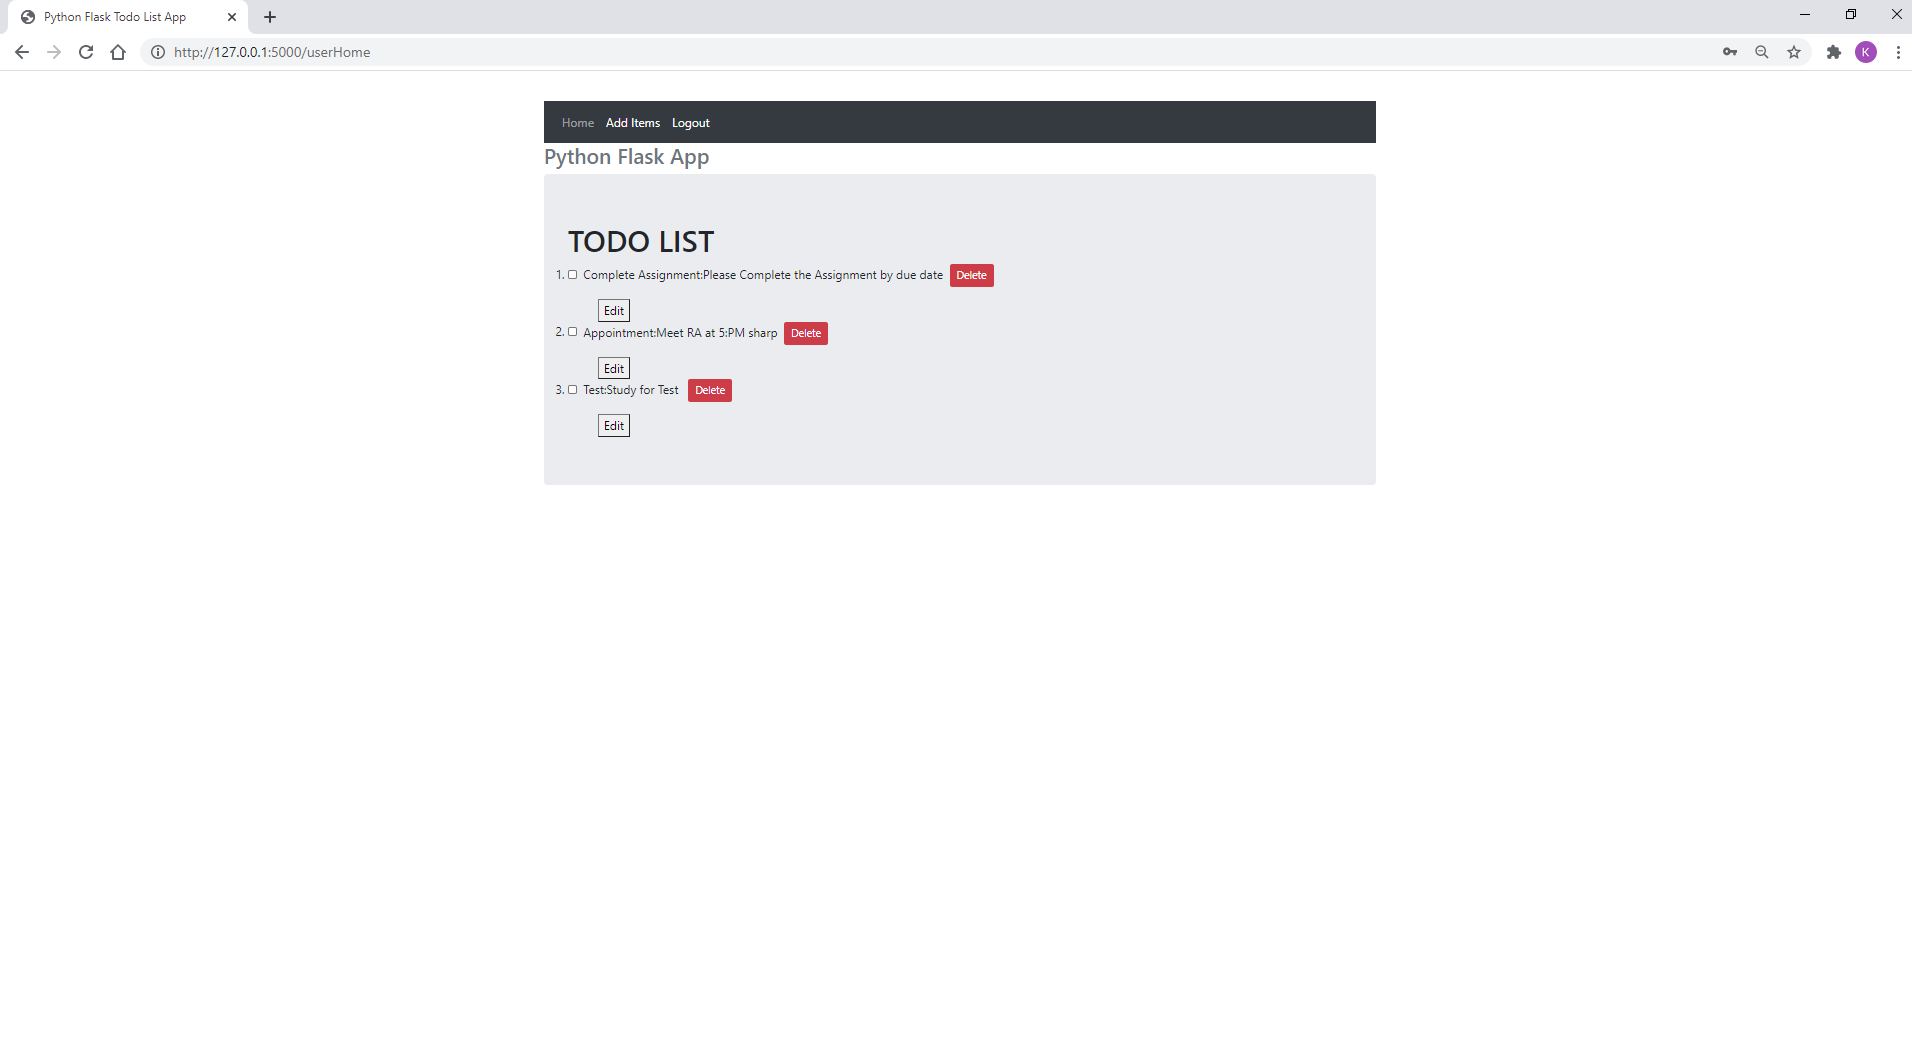 Python Flask Todo List App
http://127.0.0.1:5000/userHome
K
Home Add Items Logout
Python Flask App
TODO LIST
1. Complete Assignment:Please Complete the Assignment by due date Delete
Edit
2. Appointment:Meet RA at 5:PM sharp Delete
Edit
3. Test:Study for Test Delete
Edit